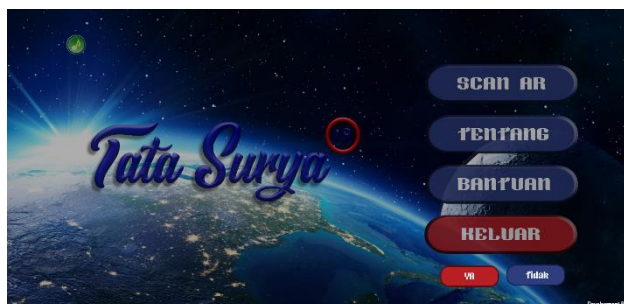 Tata Surya
SCAN AR
TENTANG
BANTUAN
KELUAR
YA Tidak